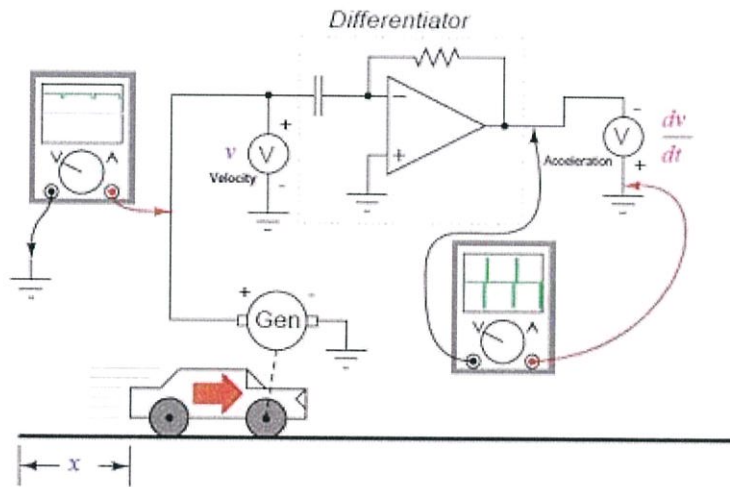 Differentiator
V A
v
+
V
-
Velocity
-
+
Acceleration
-
V
+
dv
dt
V A
+ -
Gen
x